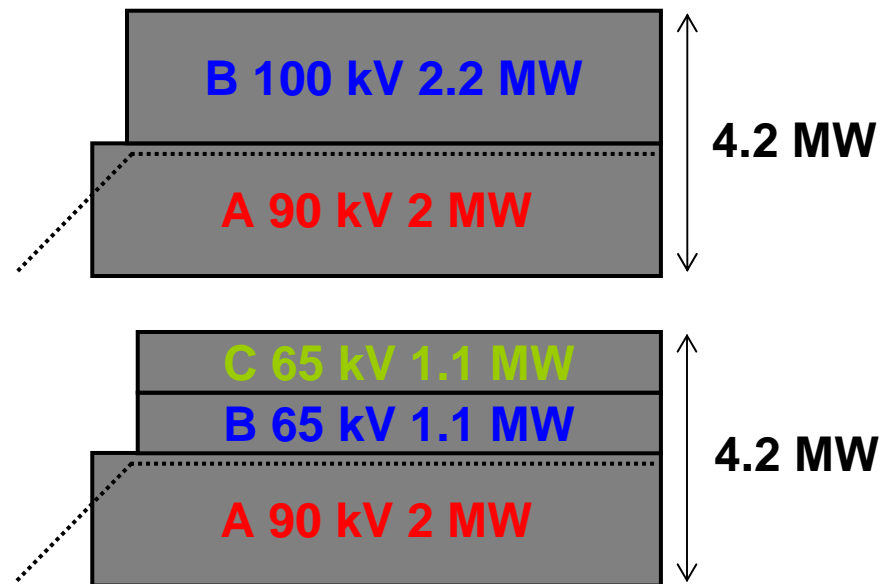 B 100 kV 2.2 MW
4.2 MW
A 90 kV 2 MW
C 65 kV 1.1 MW
B 65 kV 1.1 MW
4.2 MW
A 90 kV 2 MW